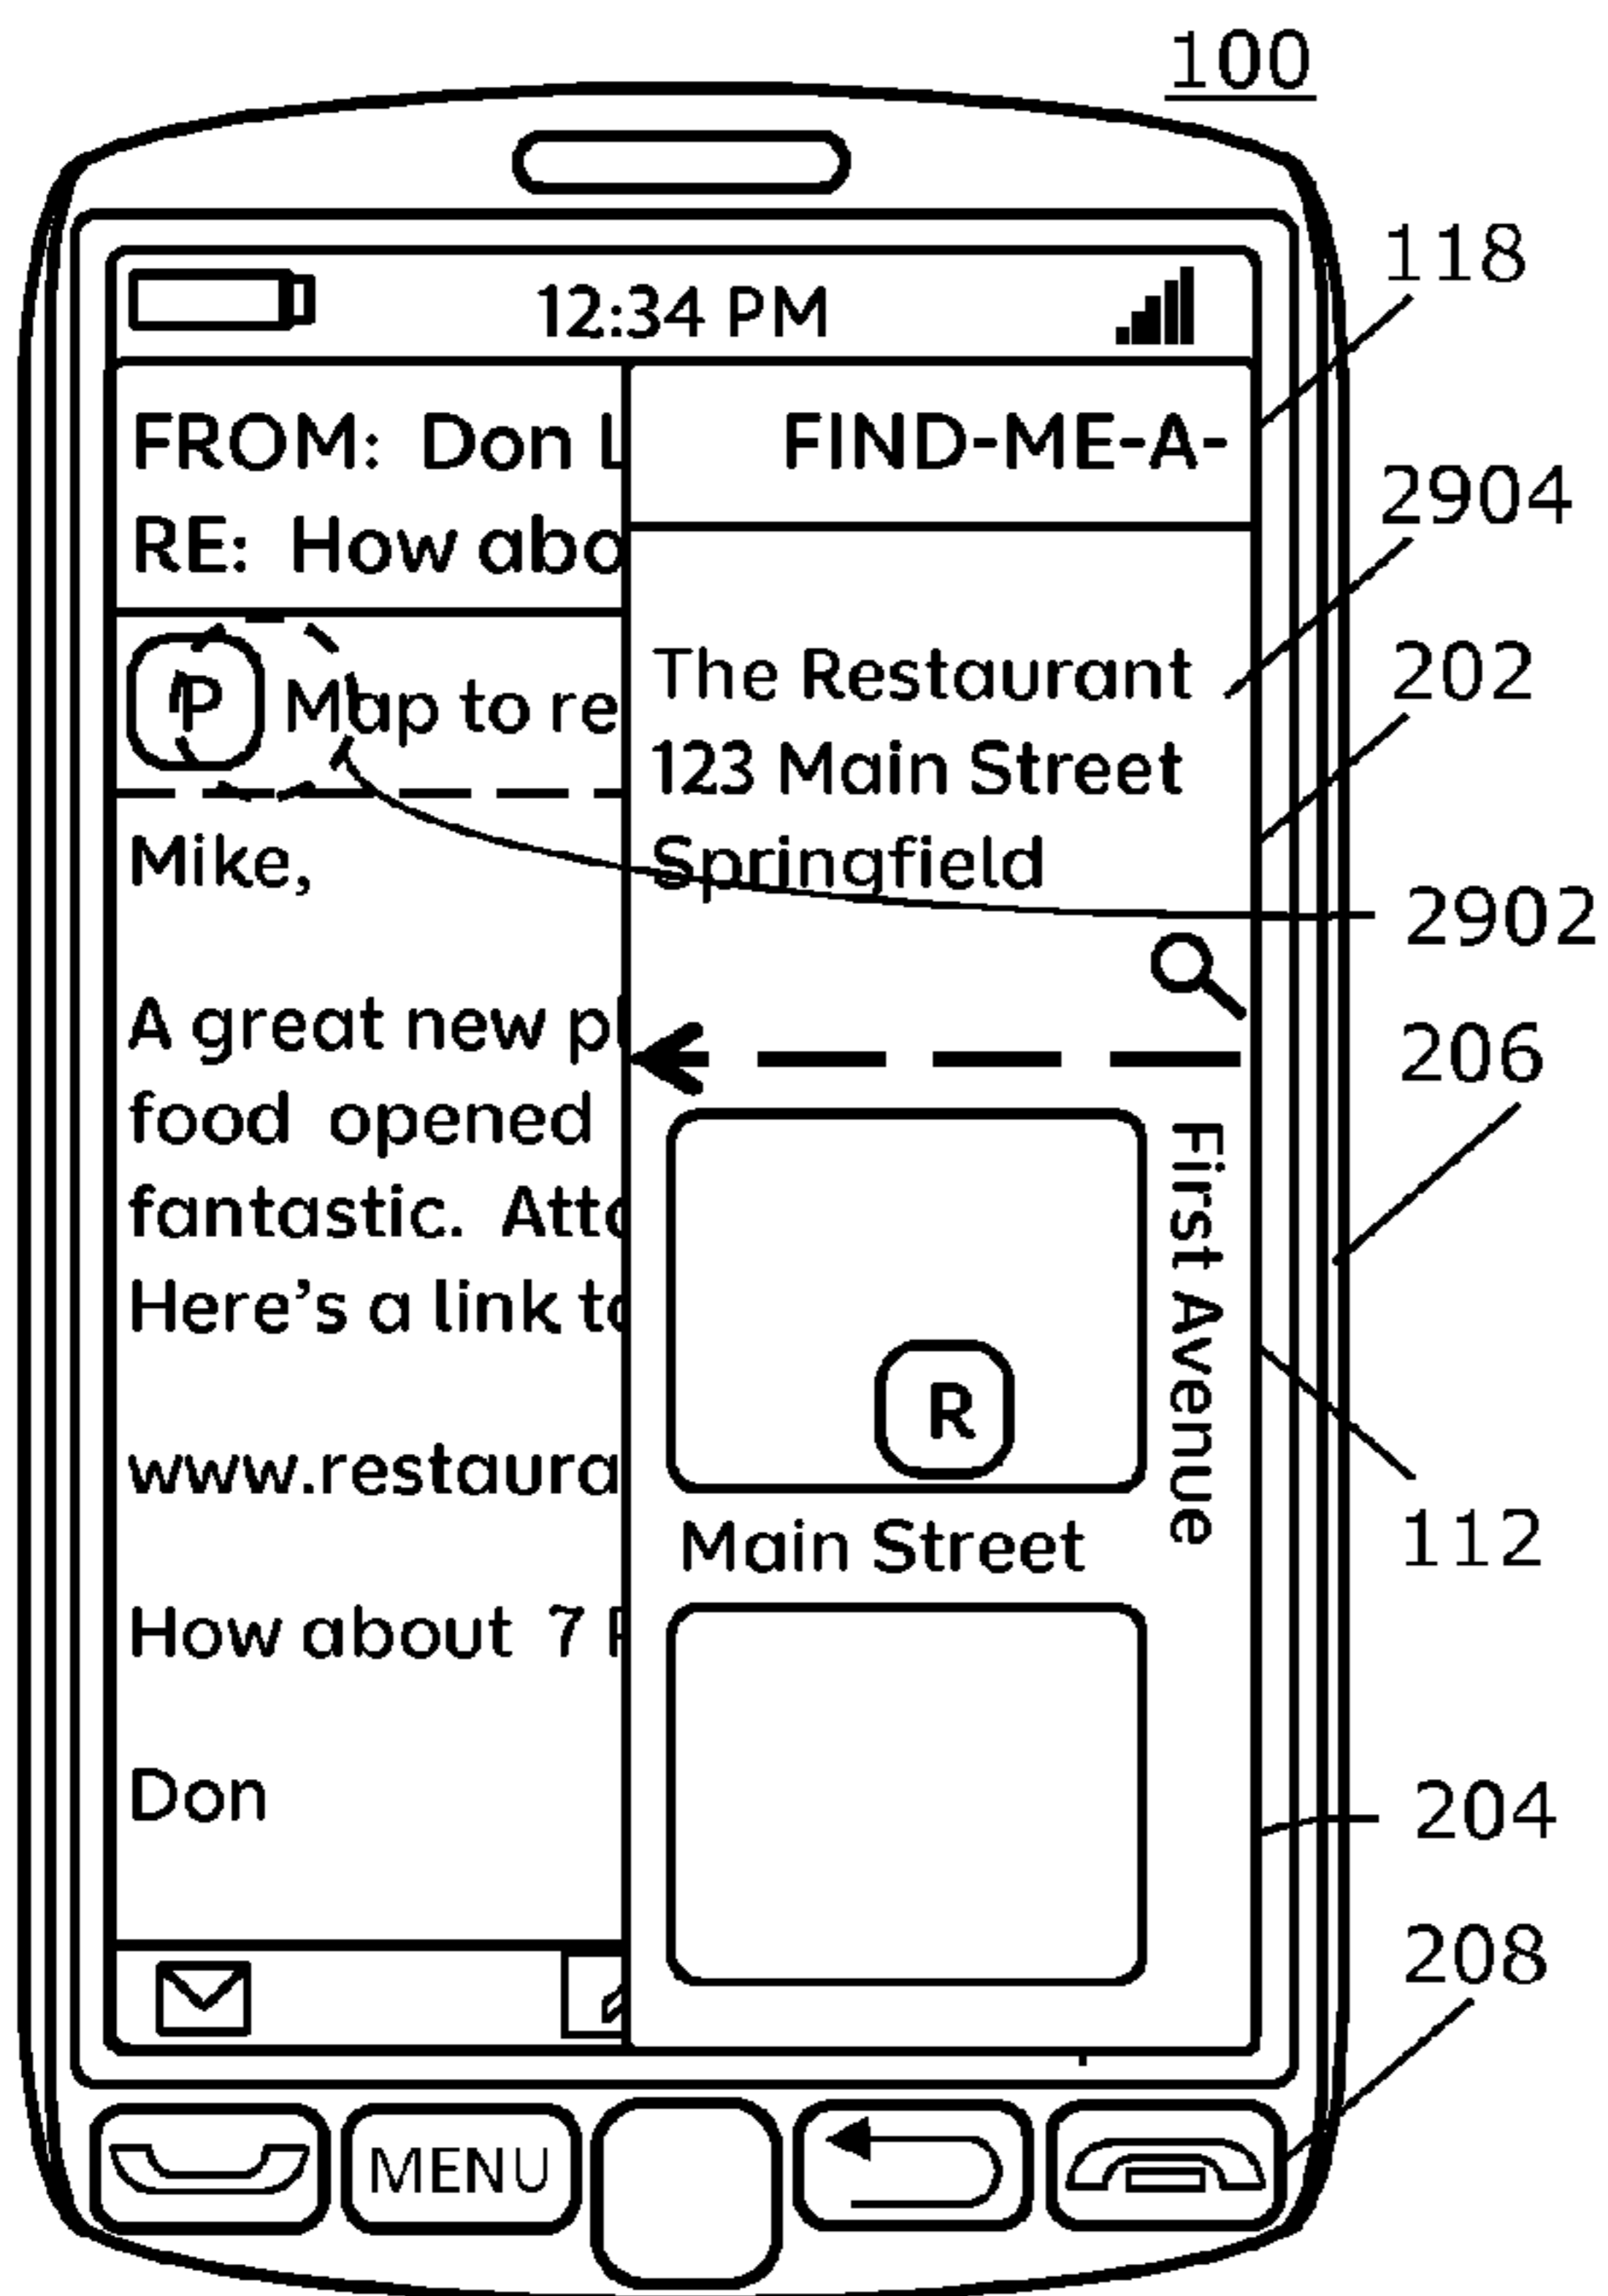 100
118
12:34 PM
FROM: Don L
RE: How abo
FIND-ME-A-
2904
P Map to re
The Restaurant
123 Main Street
Springfield
202
2902
Mike,
206
A great new pl
food opened
fantastic. Atta
Here's a link to
www.restaura
How about 7 P
Don
First Avenue
R
Main Street
112
204
208
MENU